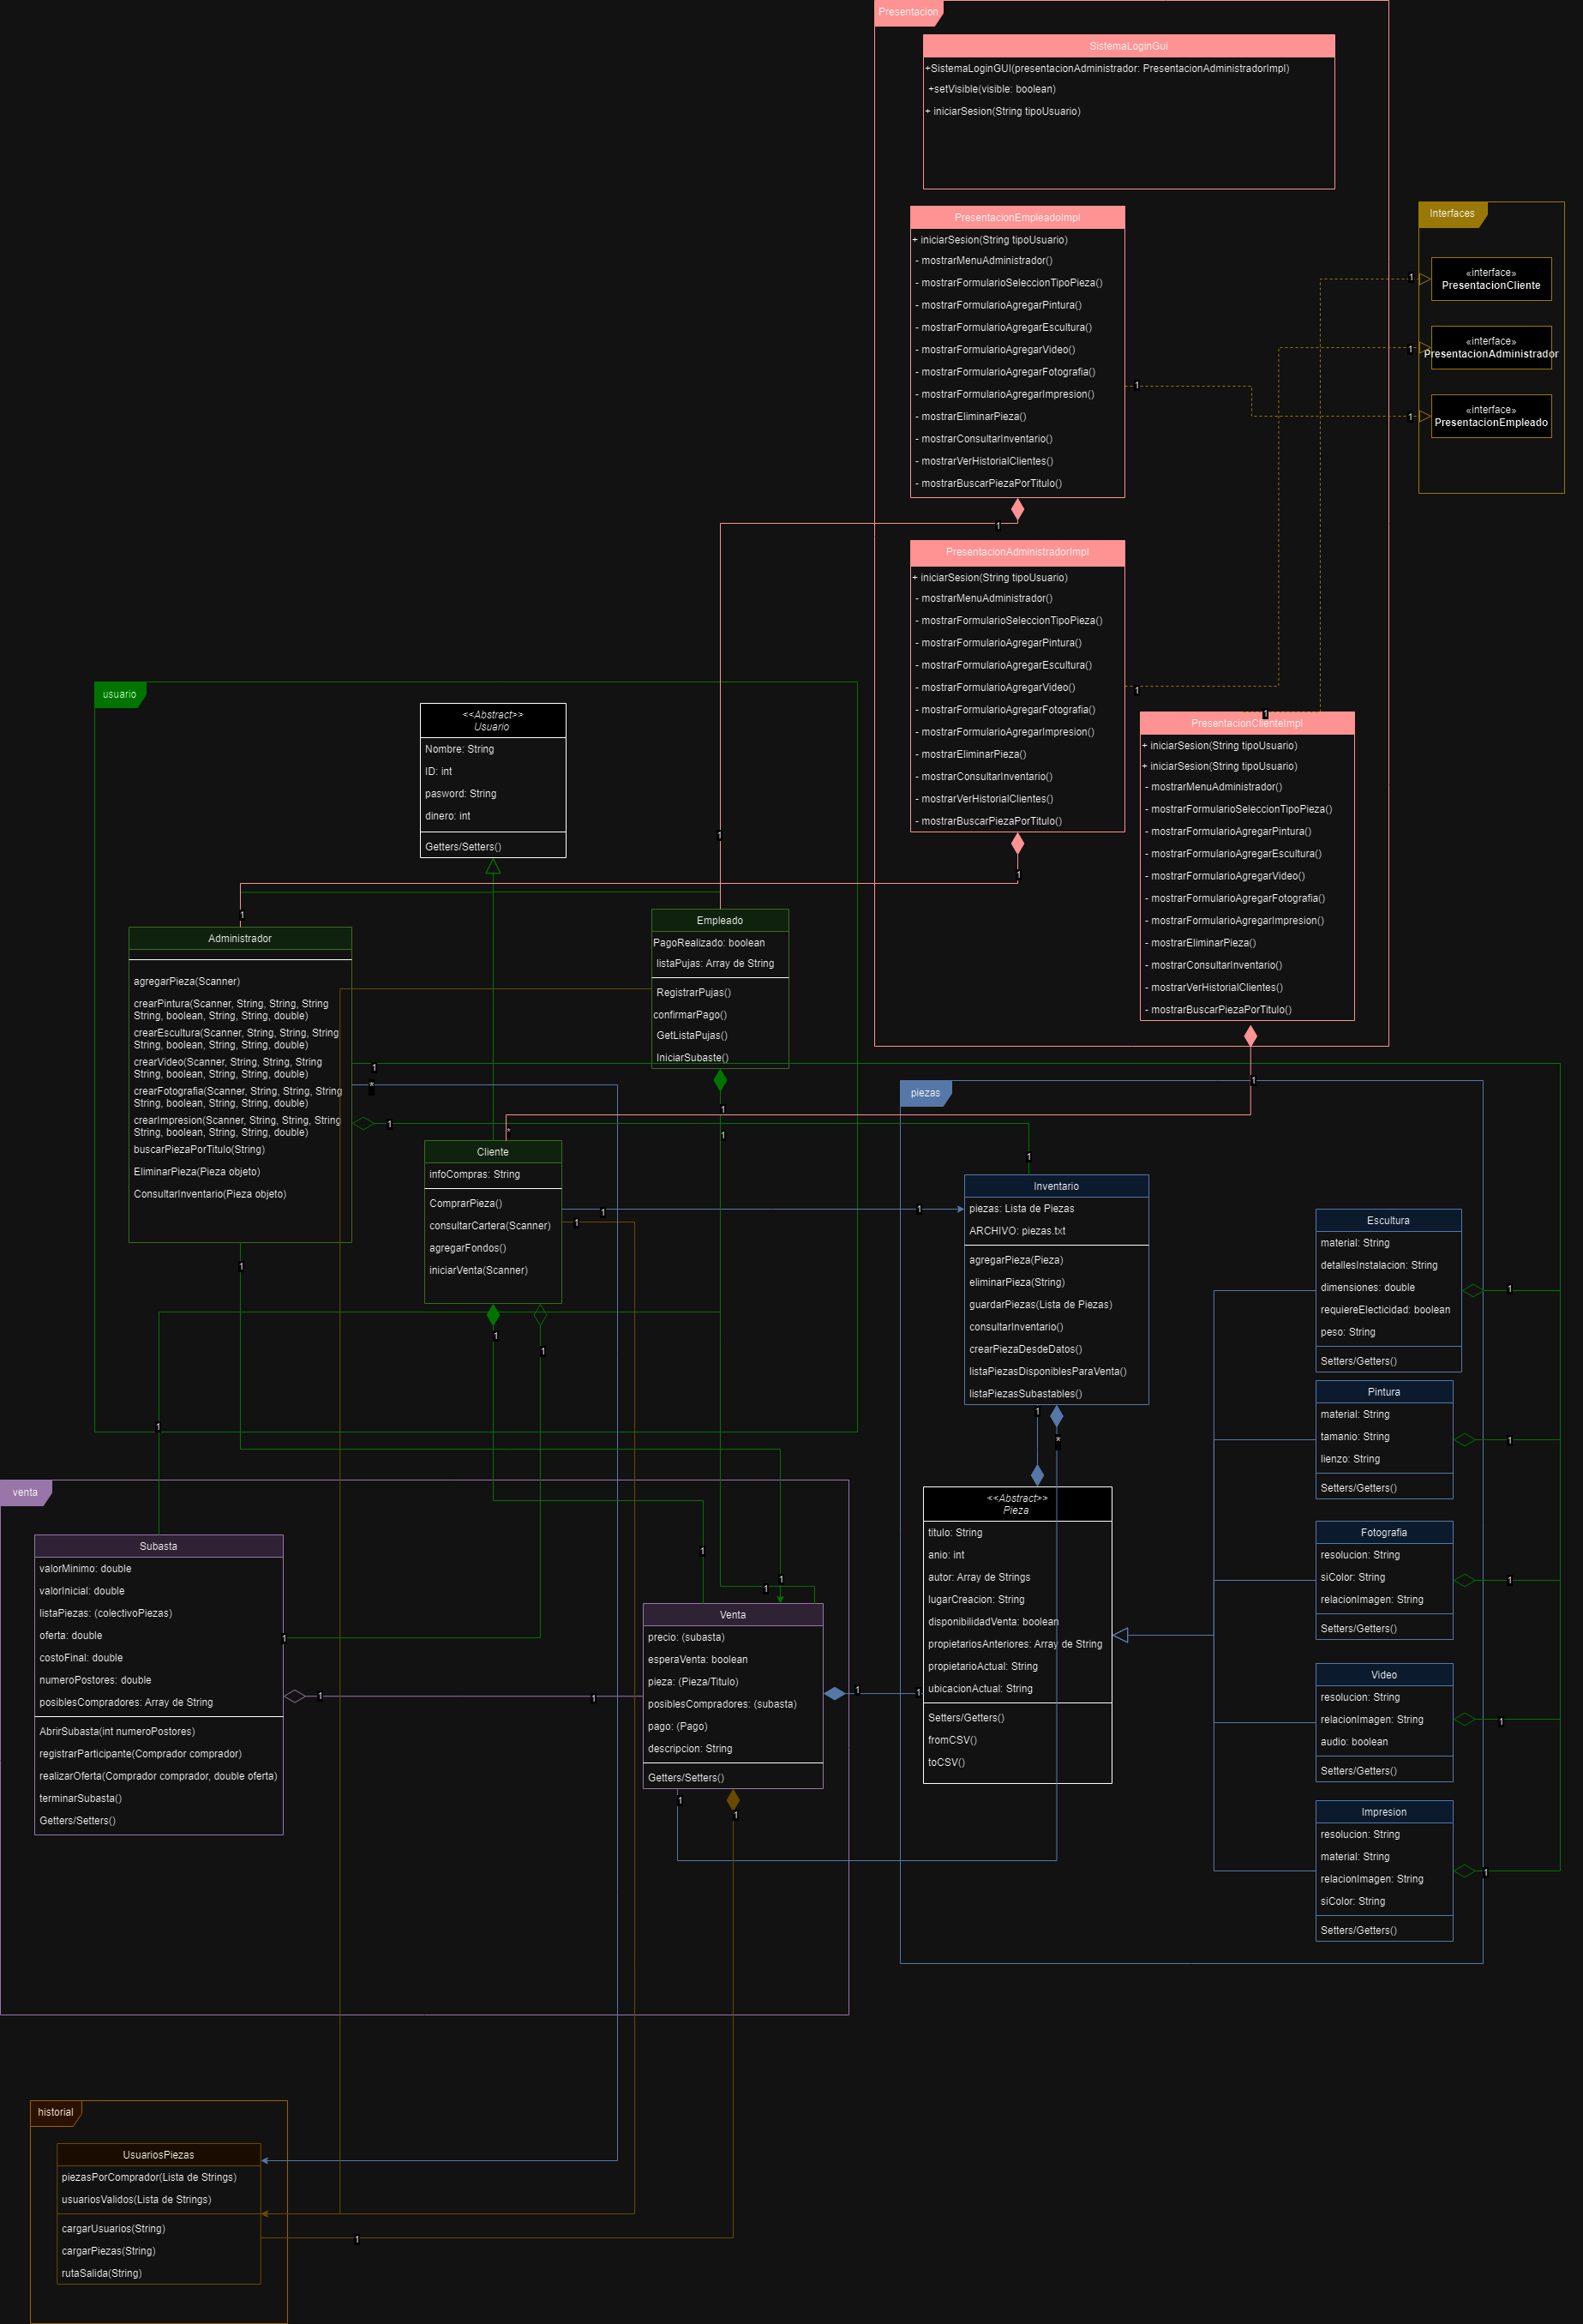 Presentacion
SistemaLoginGui
+SistemaLoginGUI(presentacionAdministrador: PresentacionAdministradorImpl)
+setVisible(visible: boolean)
+ iniciarSesion(String tipoUsuario)
PresentacionEmpleadoImpl
+ iniciarSesion(String tipoUsuario)
- mostrarMenuAdministrador()
- mostrarFormularioSeleccionTipoPieza()
- mostrarFormularioAgregarPintura()
- mostrarFormularioAgregarEscultura()
- mostrarFormularioAgregarVideo()
- mostrarFormularioAgregarFotografia()
- mostrarFormularioAgregarImpresion()
- mostrarEliminarPieza()
- mostrarConsultarInventario()
- mostrarVerHistorialClientes()
- mostrarBuscarPiezaPorTitulo()
1
1
Interfaces
1
«interface»
PresentacionCliente
1
«interface»
PresentacionAdministrador
1
«interface»
PresentacionEmpleado
PresentacionAdministradorImpl
+ iniciarSesion(String tipoUsuario)
- mostrarMenuAdministrador()
- mostrarFormularioSeleccionTipoPieza()
- mostrarFormularioAgregarPintura()
- mostrarFormularioAgregarEscultura()
- mostrarFormularioAgregarVideo()
- mostrarFormularioAgregarFotografia()
- mostrarFormularioAgregarImpresion()
- mostrarEliminarPieza()
- mostrarConsultarInventario()
- mostrarVerHistorialClientes()
- mostrarBuscarPiezaPorTitulo()
1
1
1
PresentacionClienteImpl
+ iniciarSesion(String tipoUsuario)
+ iniciarSesion(String tipoUsuario)
- mostrarMenuAdministrador()
- mostrarFormularioSeleccionTipoPieza()
- mostrarFormularioAgregarPintura()
- mostrarFormularioAgregarEscultura()
- mostrarFormularioAgregarVideo()
- mostrarFormularioAgregarFotografia()
- mostrarFormularioAgregarImpresion()
- mostrarEliminarPieza()
- mostrarConsultarInventario()
- mostrarVerHistorialClientes()
- mostrarBuscarPiezaPorTitulo()
1
usuario
<<Abstract>>
Usuario
Nombre: String
ID: int
pasword: String
dinero: int
Getters/Setters()
1
1
Administrador
agregarPieza(Scanner)
crearPintura(Scanner, String, String, String
String, boolean, String, String, double)
crearEscultura(Scanner, String, String, String
String, boolean, String, String, double)
crearVideo(Scanner, String, String, String
String, boolean, String, String, double)
crearFotografia(Scanner, String, String, String
String, boolean, String, String, double)
crearImpresion(Scanner, String, String, String
String, boolean, String, String, double)
buscarPiezaPorTitulo(String)
EliminarPieza(Pieza objeto)
ConsultarInventario(Pieza objeto)
1
*
1
1
Empleado
PagoRealizado: boolean
listaPujas: Array de String
RegistrarPujas()
confirmarPago()
GetListaPujas()
IniciarSubaste()
1
1
*
Cliente
infoCompras: String
ComprarPieza()
consultarCartera(Scanner)
agregarFondos()
iniciarVenta(Scanner)
1
1
1
1
piezas
1
1
Inventario
piezas: Lista de Piezas
ARCHIVO: piezas.txt
agregarPieza(Pieza)
eliminarPieza(String)
guardarPiezas(Lista de Piezas)
consultarInventario()
crearPiezaDesdeDatos()
listaPiezasDisponiblesParaVenta()
listaPiezasSubastables()
1
*
<<Abstract>>
Pieza
titulo: String
anio: int
autor: Array de Strings
lugarCreacion: String
disponibilidadVenta: boolean
propietariosAnteriores: Array de String
propietarioActual: String
ubicacionActual: String
Setters/Getters()
fromCSV()
toCSV()
Escultura
material: String
detallesInstalacion: String
dimensiones: double
requiereElecticidad: boolean
peso: String
Setters/Getters()
1
Pintura
material: String
tamanio: String
lienzo: String
Setters/Getters()
1
Fotografia
resolucion: String
siColor: String
relacionImagen: String
Setters/Getters()
1
Video
resolucion: String
relacionImagen: String
audio: boolean
Setters/Getters()
1
Impresion
resolucion: String
material: String
relacionImagen: String
siColor: String
Setters/Getters()
1
venta
1
Subasta
valorMinimo: double
valorInicial: double
listaPiezas: (colectivoPiezas)
oferta: double
costoFinal: double
numeroPostores: double
posiblesCompradores: Array de String
AbrirSubasta(int numeroPostores)
registrarParticipante(Comprador comprador)
realizarOferta(Comprador comprador, double oferta)
terminarSubasta()
Getters/Setters()
1
1
1
1
1
1
Venta
precio: (subasta)
esperaVenta: boolean
pieza: (Pieza/Titulo)
posiblesCompradores: (subasta)
pago: (Pago)
descripcion: String
Getters/Setters()
1
1
1
1
historial
UsuariosPiezas
piezasPorComprador(Lista de Strings)
usuariosValidos(Lista de Strings)
cargarUsuarios(String)
cargarPiezas(String)
rutaSalida(String)
1